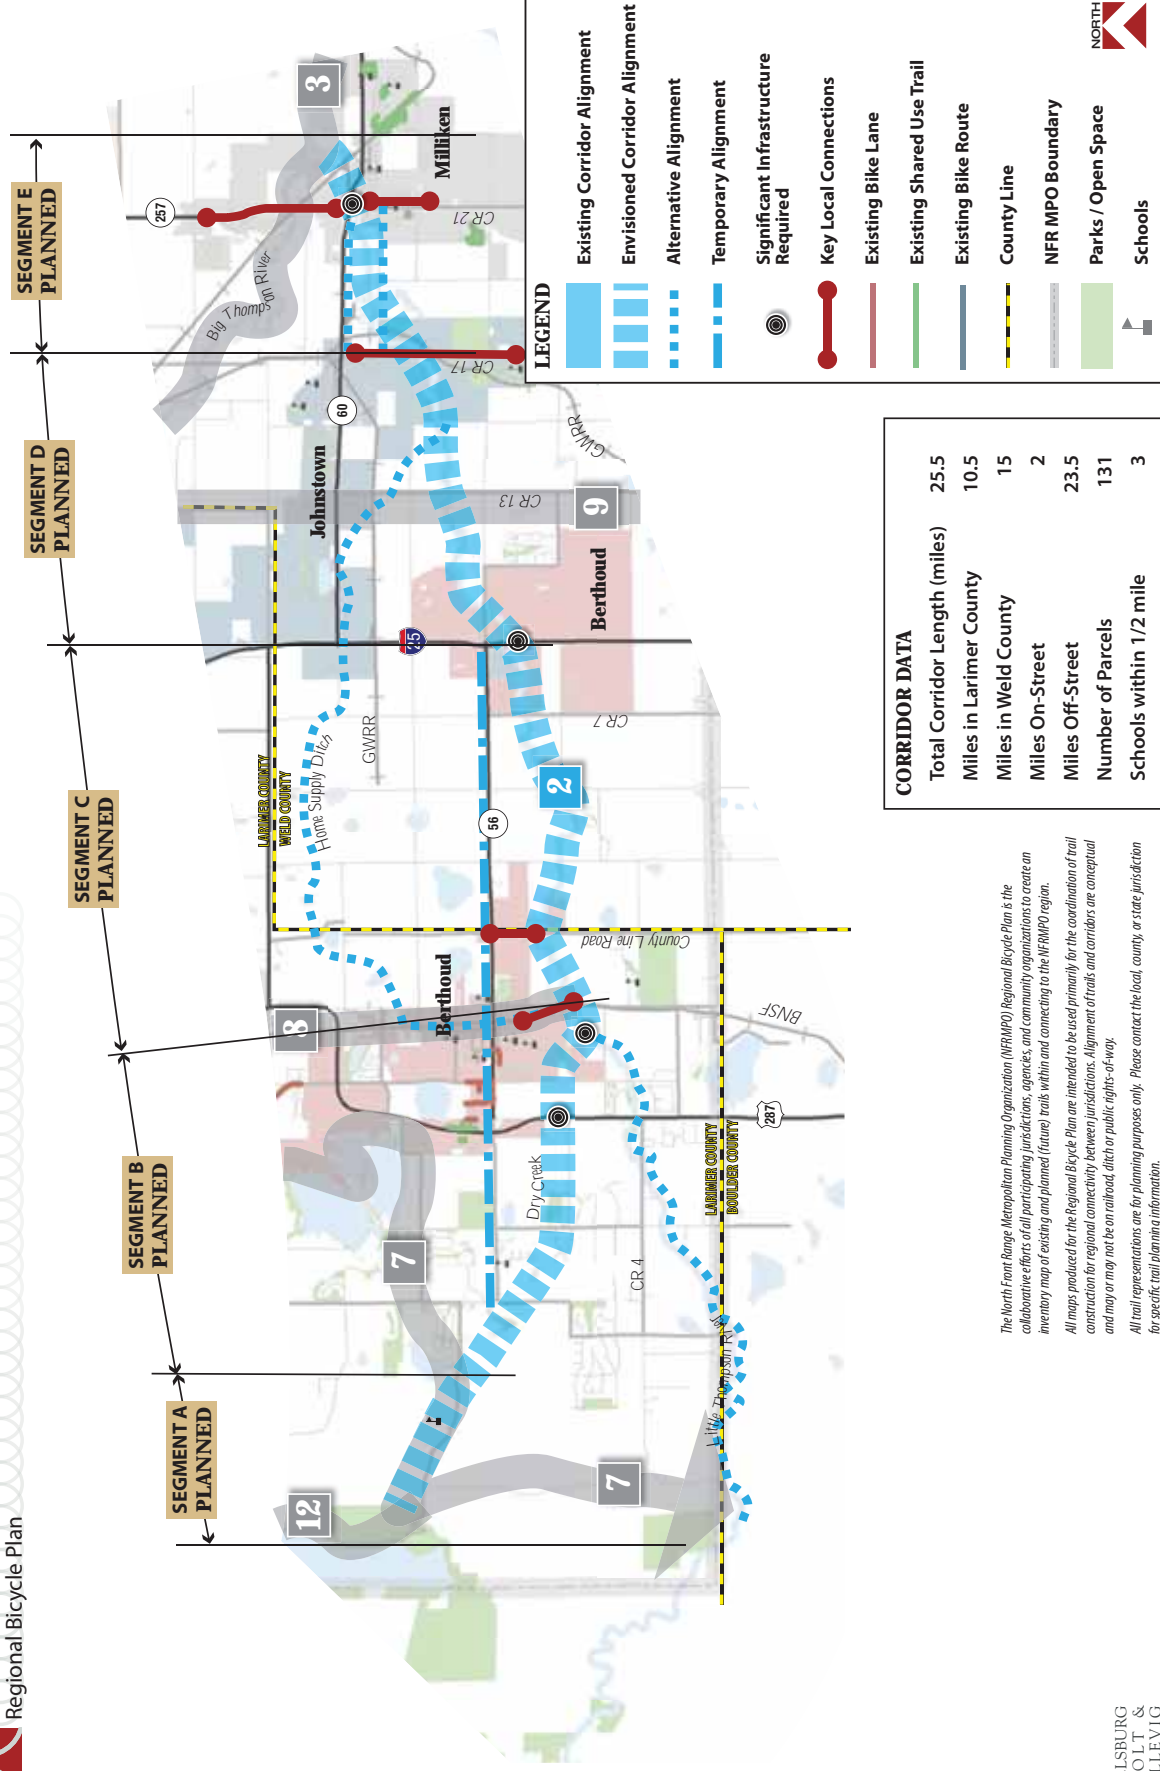 Regional Bicycle Plan
SEGMENT A
PLANNED
SEGMENT B
PLANNED
SEGMENT C
PLANNED
SEGMENT D
PLANNED
SEGMENT E
PLANNED
12
7
7
8
2
9
3
Little Thompson River
CR 4
Dry Creek
287
LARIMER COUNTY
BOULDER COUNTY
Berthoud
BNSF
County Line Road
56
LARIMER COUNTY
WELD COUNTY
Home Supply Ditch
GWRR
CR 7
25
Berthoud
Johnstown
CR 13
60
GWRR
CR 17
Big Thompson River
257
CR 21
Milliken
LEGEND
Existing Corridor Alignment
Envisioned Corridor Alignment
Alternative Alignment
Temporary Alignment
Significant Infrastructure
Required
Key Local Connections
Existing Bike Lane
Existing Shared Use Trail
Existing Bike Route
County Line
NFR MPO Boundary
Parks / Open Space
Schools
NORTH
CORRIDOR DATA
Total Corridor Length (miles) 25.5
Miles in Larimer County 10.5
Miles in Weld County 15
Miles On-Street 2
Miles Off-Street 23.5
Number of Parcels 131
Schools within 1/2 mile 3
The North Front Range Metropolitan Planning Organization (NFRMPO) Regional Bicycle Plan is the
collaborative efforts of all participating jurisdictions, agencies, and community organizations to create an
inventory map of existing and planned (future) trails within and connecting to the NFRMPO region.
All maps produced for the Regional Bicycle Plan are intended to be used primarily for the coordination of trail
construction for regional connectivity between jurisdictions. Alignment of trails and corridors are conceptual
and may or may not be on railroad, ditch or public rights-of-way.
All trail representations are for planning purposes only. Please contact the local, county, or state jurisdiction
for specific trail planning information.
LSBURG
OLT &
LLEVIG